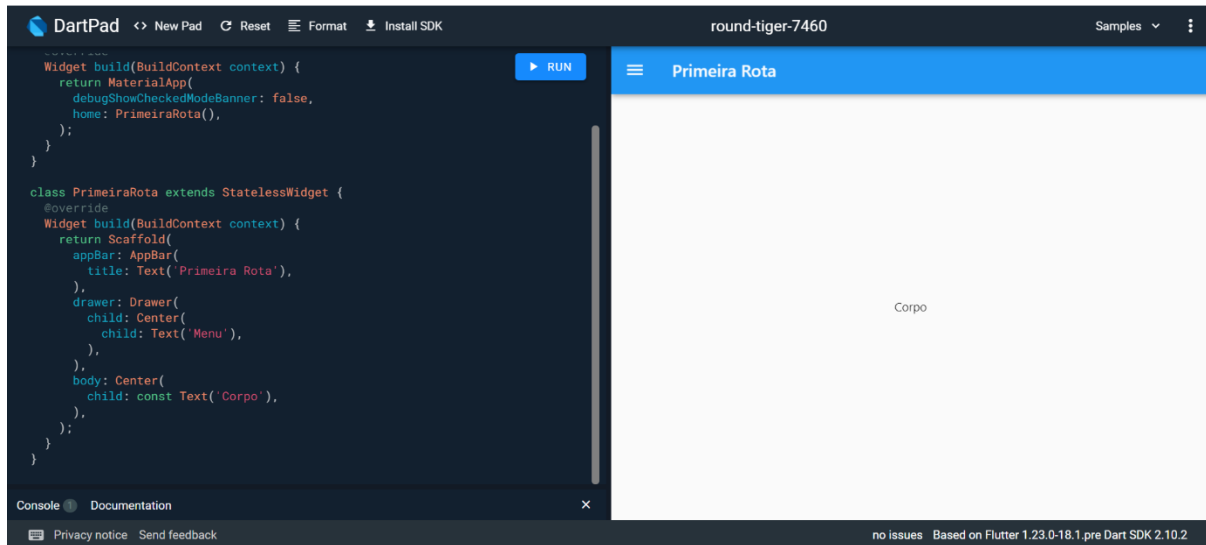 DartPad <> New Pad Reset Format Install SDK round-tiger-7460 Samples
@override
Widget build(BuildContext context) {
return MaterialApp(
debugShowCheckedModeBanner: false,
home: PrimeiraRota(),
);
}
}
class PrimeiraRota extends StatelessWidget {
@override
Widget build(BuildContext context) {
return Scaffold(
appBar: AppBar(
title: Text('Primeira Rota'),
),
drawer: Drawer(
child: Center(
child: Text('Menu'),
),
),
body: Center(
child: const Text('Corpo'),
),
);
}
}
RUN
Primeira Rota
Corpo
Console 1 Documentation ×
Privacy notice Send feedback no issues Based on Flutter 1.23.0-18.1.pre Dart SDK 2.10.2